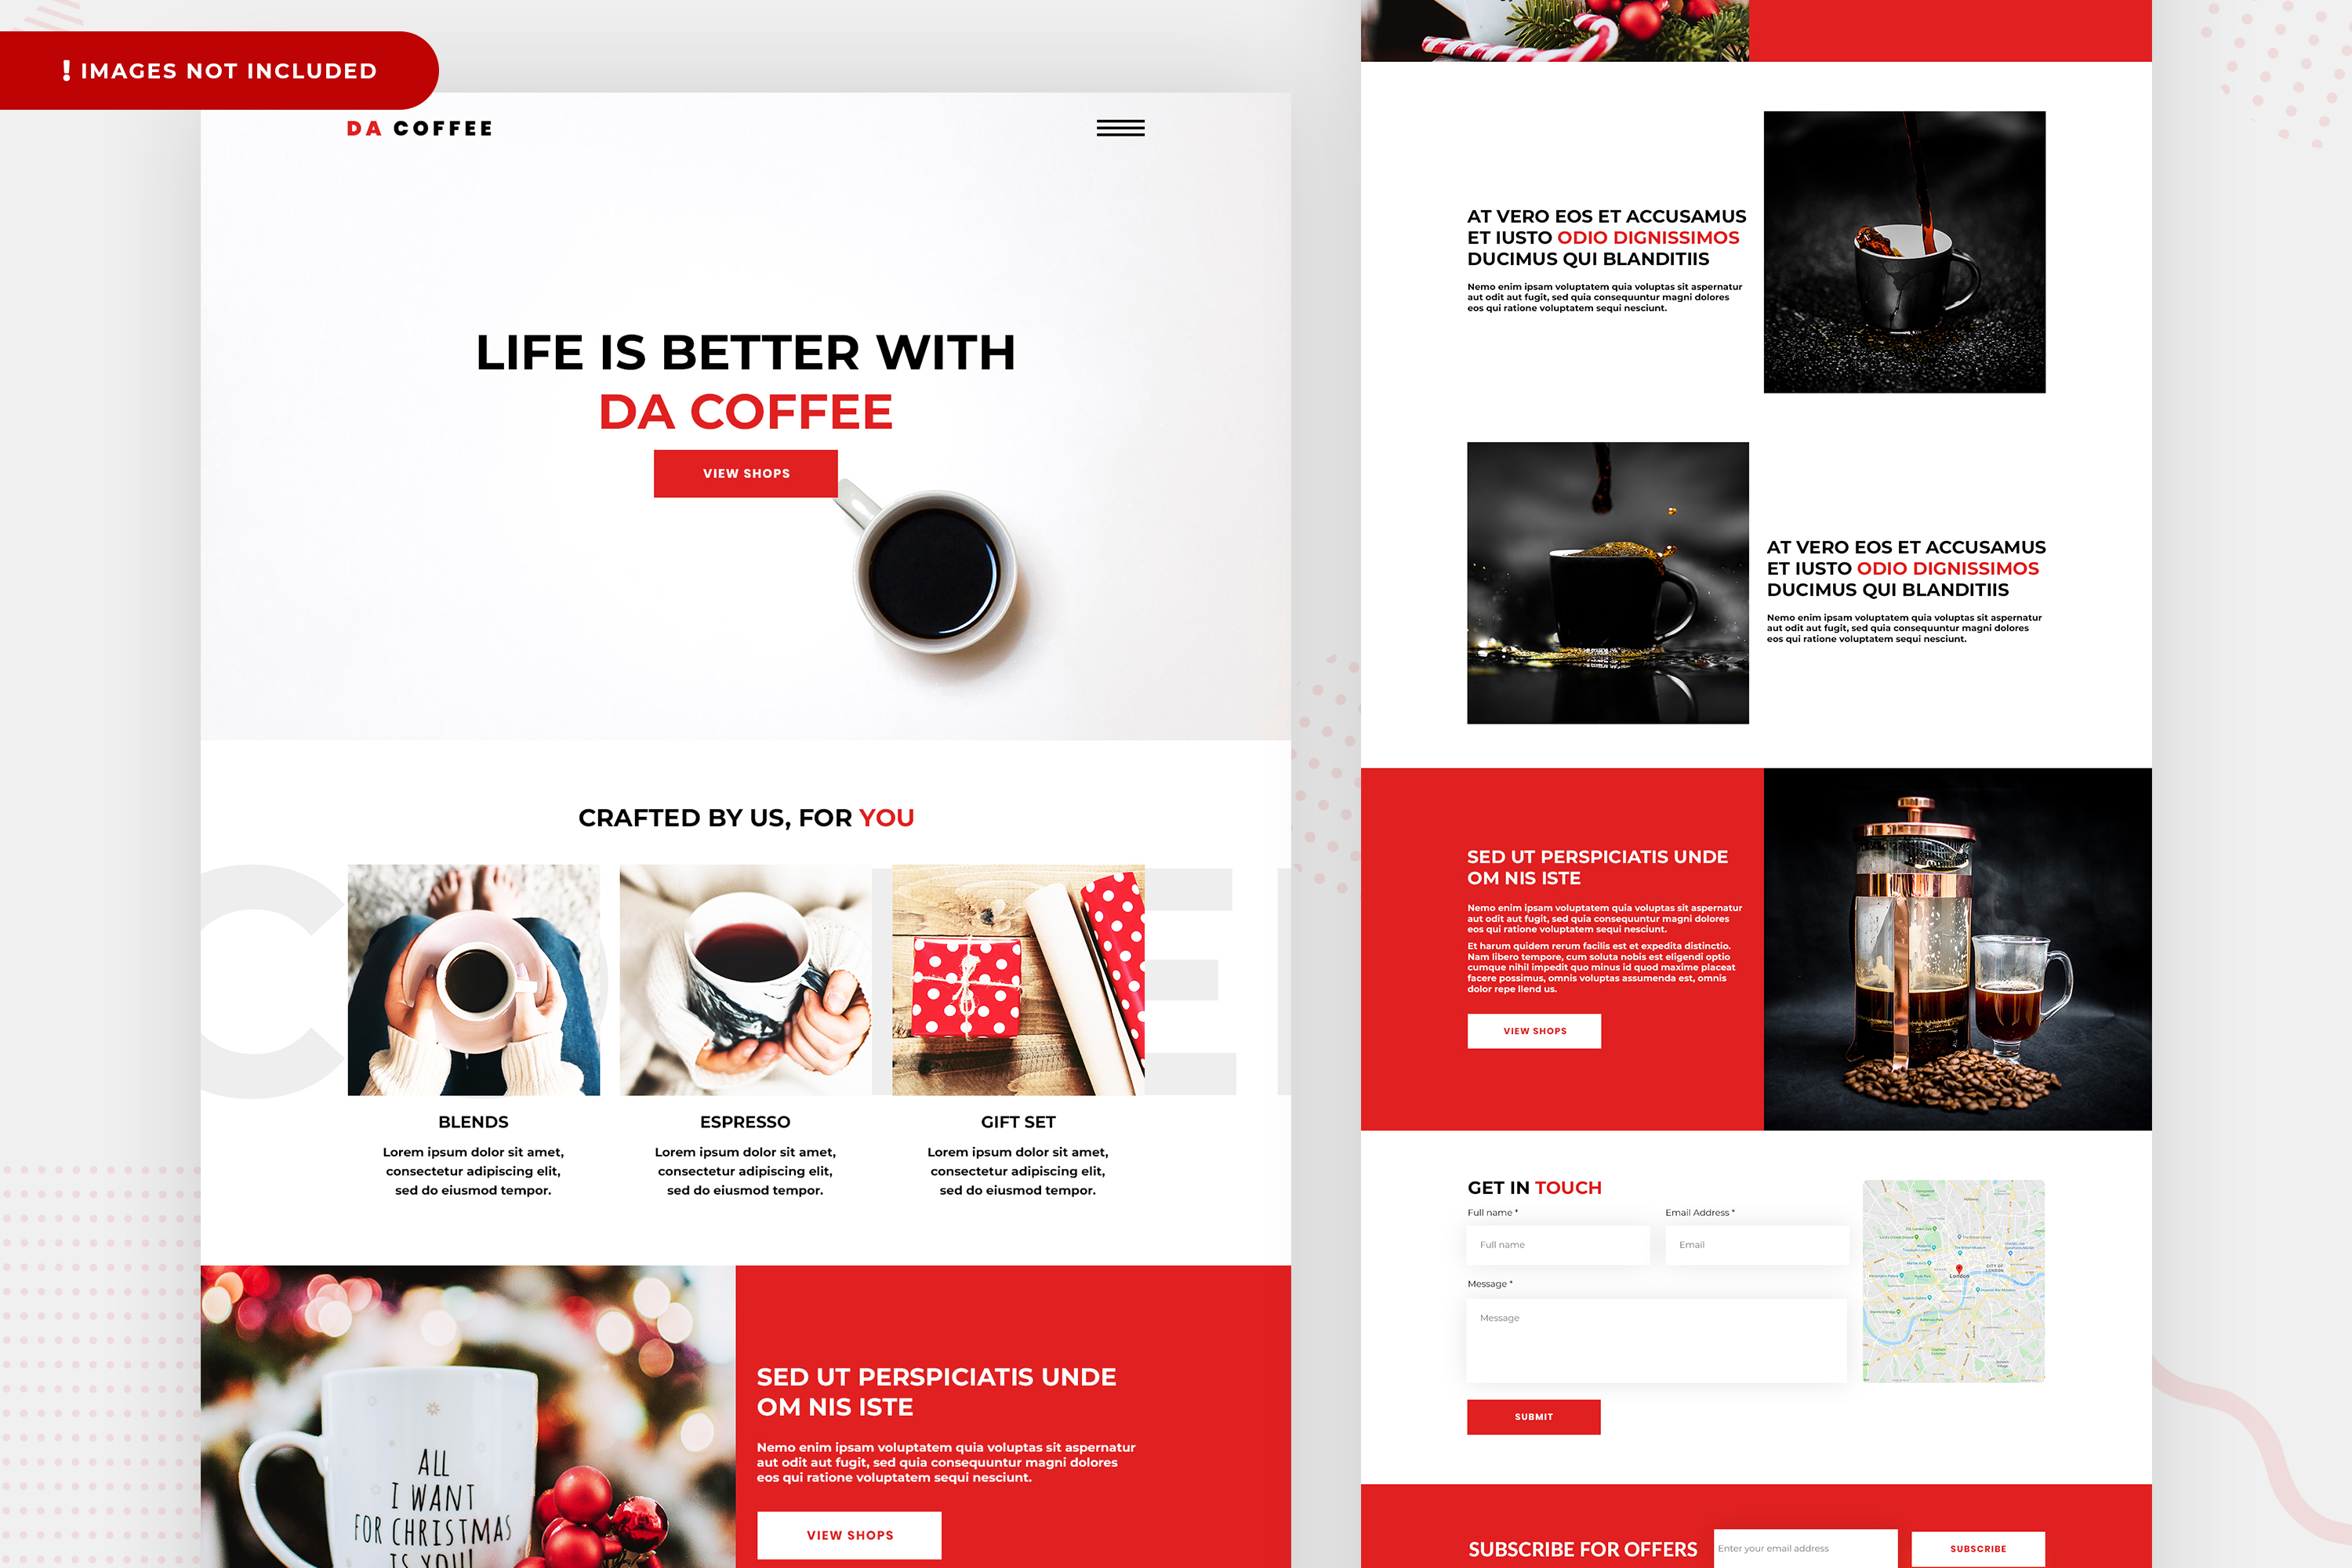 ! IMAGES NOT INCLUDED
DA COFFEE
LIFE IS BETTER WITH
DA COFFEE
VIEW SHOPS
CRAFTED BY US, FOR YOU
BLENDS
Lorem ipsum dolor sit amet,
consectetur adipiscing elit,
sed do eiusmod tempor.
ESPRESSO
Lorem ipsum dolor sit amet,
consectetur adipiscing elit,
sed do eiusmod tempor.
GIFT SET
Lorem ipsum dolor sit amet,
consectetur adipiscing elit,
sed do eiusmod tempor.
ALL
I WANT
FOR CHRISTMAS
IS YOU!
SED UT PERSPICIATIS UNDE
OM NIS ISTE
Nemo enim ipsam voluptatem quia voluptas sit aspernatur
aut odit aut fugit, sed quia consequuntur magni dolores
eos qui ratione voluptatem sequi nesciunt.
VIEW SHOPS
AT VERO EOS ET ACCUSAMUS
ET IUSTO ODIO DIGNISSIMOS
DUCIMUS QUI BLANDITIIS
Nemo enim ipsam voluptatem quia voluptas sit aspernatur
aut odit aut fugit, sed quia consequuntur magni dolores
eos qui ratione voluptatem sequi nesciunt.
AT VERO EOS ET ACCUSAMUS
ET IUSTO ODIO DIGNISSIMOS
DUCIMUS QUI BLANDITIIS
Nemo enim ipsam voluptatem quia voluptas sit aspernatur
aut odit aut fugit, sed quia consequuntur magni dolores
eos qui ratione voluptatem sequi nesciunt.
SED UT PERSPICIATIS UNDE
OM NIS ISTE
Nemo enim ipsam voluptatem quia voluptas sit aspernatur
aut odit aut fugit, sed quia consequuntur magni dolores
eos qui ratione voluptatem sequi nesciunt.
Et harum quidem rerum facilis est et expedita distinctio.
Nam libero tempore, cum soluta nobis est eligendi optio
cumque nihil impedit quo minus id quod maxime placeat
facere possimus, omnis voluptas assumenda est, omnis
dolor repe llend us.
VIEW SHOPS
GET IN TOUCH
Full name *
Email Address *
Full name
Email
Message *
Message
CITY OF
LONDON
London
SUBMIT
SUBSCRIBE FOR OFFERS
Enter your email address
SUBSCRIBE